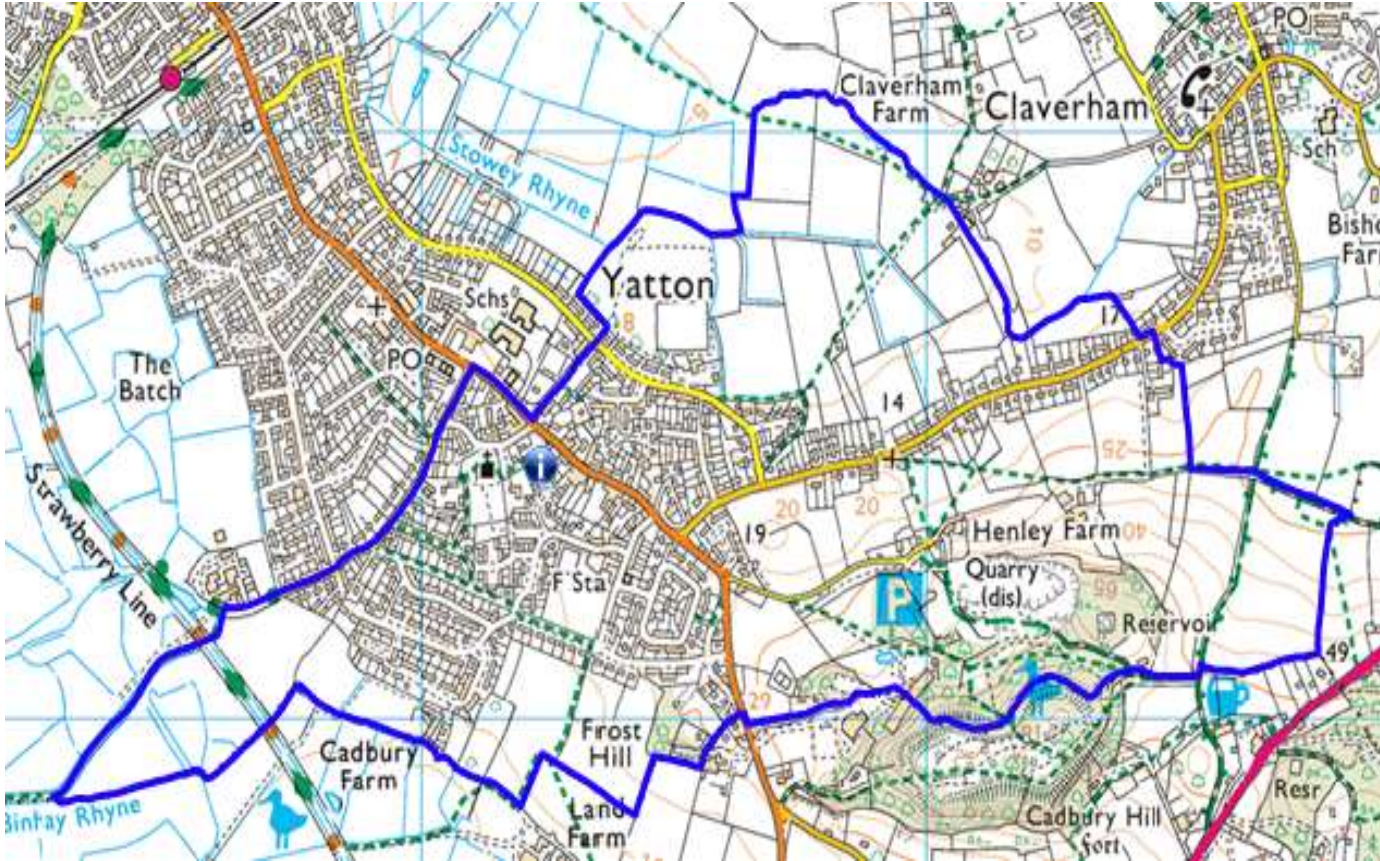 PO
Claverham
Farm
Claverham
Sch
Stowey Rhyne
5
10
Yatton
Schs
8
17
PO
The
Batch
14
25
Strawberry Line
20
20
19
Henley Farm
40
Quarry
(dis)
F Sta
P
65
Reservoir
49
29
Frost
Hill
Cadbury
Farm
Land
Farm
Resr
Cadbury Hill
fort
Rhyne
i